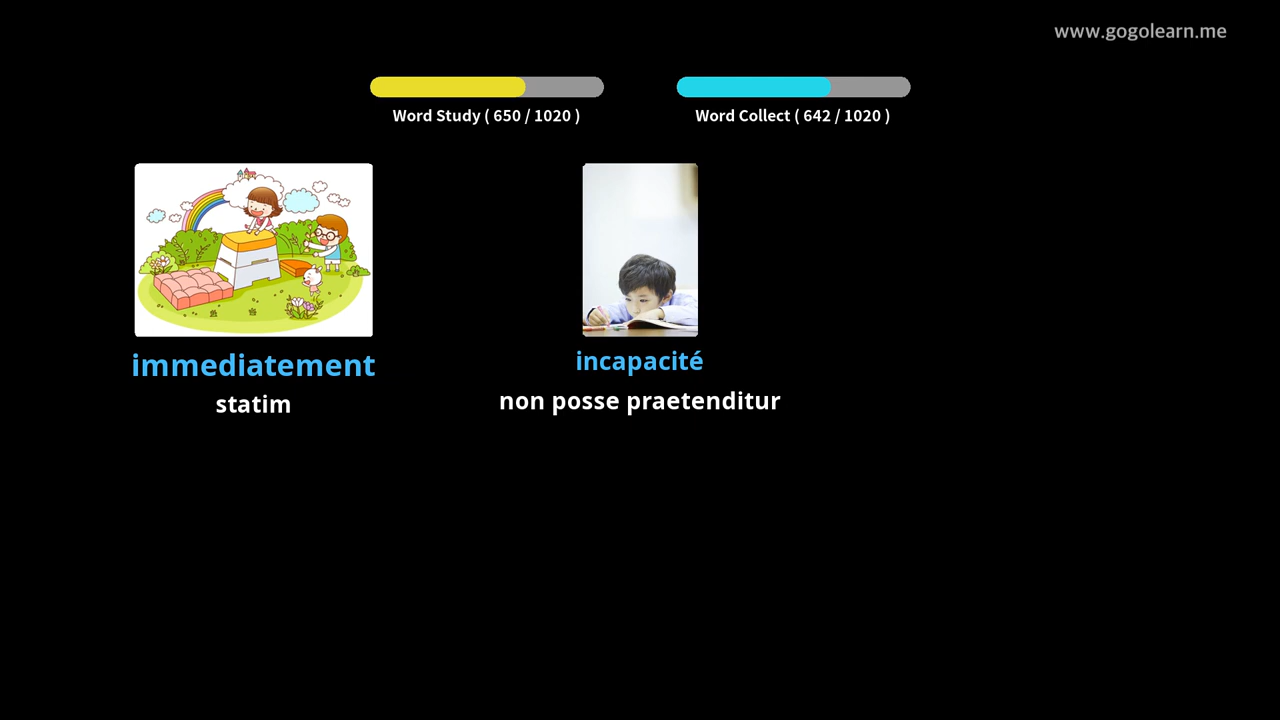 www.gogolearn.me
Word Study ( 650 / 1020 )
Word Collect ( 642 / 1020 )
immediatement
statim
incapacité
non posse praetenditur